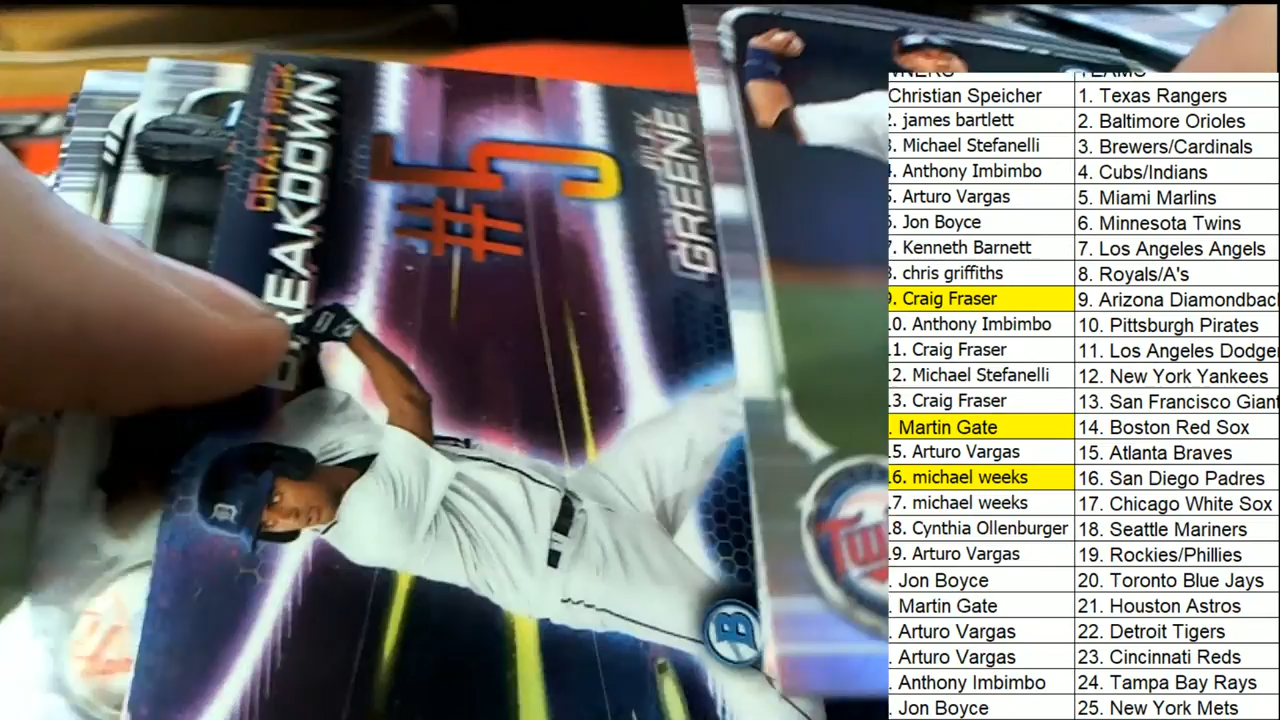 DRAFT PICK
BREAKDOWN
#5
RILEY
GREENE
D
B
OWNERS TEAMS
Christian Speicher 1. Texas Rangers
2. james bartlett 2. Baltimore Orioles
3. Michael Stefanelli 3. Brewers/Cardinals
4. Anthony Imbimbo 4. Cubs/Indians
5. Arturo Vargas 5. Miami Marlins
6. Jon Boyce 6. Minnesota Twins
7. Kenneth Barnett 7. Los Angeles Angels
8. chris griffiths 8. Royals/A's
9. Craig Fraser 9. Arizona Diamondbac
10. Anthony Imbimbo 10. Pittsburgh Pirates
11. Craig Fraser 11. Los Angeles Dodge
12. Michael Stefanelli 12. New York Yankees
13. Craig Fraser 13. San Francisco Giant
. Martin Gate 14. Boston Red Sox
15. Arturo Vargas 15. Atlanta Braves
16. michael weeks 16. San Diego Padres
17. michael weeks 17. Chicago White Sox
18. Cynthia Ollenburger 18. Seattle Mariners
19. Arturo Vargas 19. Rockies/Phillies
. Jon Boyce 20. Toronto Blue Jays
. Martin Gate 21. Houston Astros
. Arturo Vargas 22. Detroit Tigers
. Arturo Vargas 23. Cincinnati Reds
. Anthony Imbimbo 24. Tampa Bay Rays
. Jon Boyce 25. New York Mets